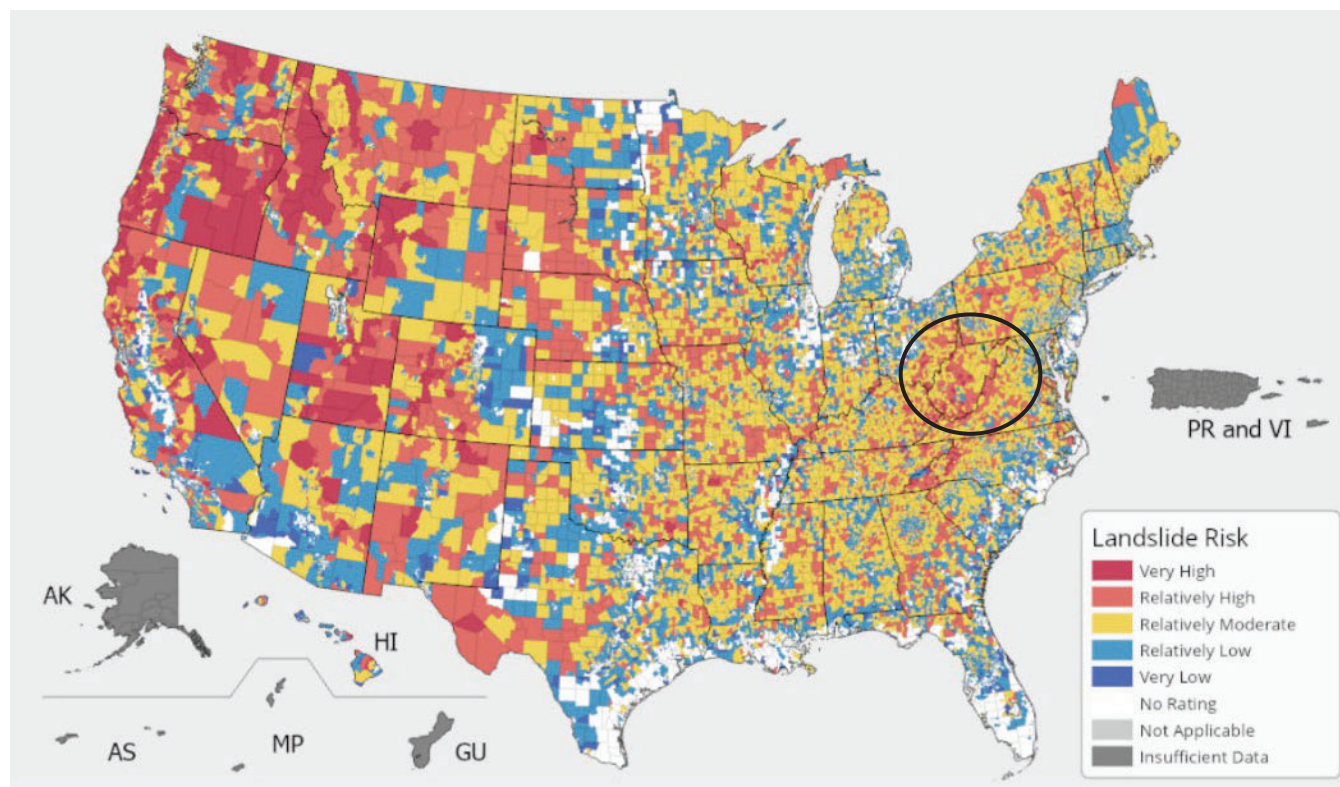 PR and VI
Landslide Risk
Very High
Relatively High
Relatively Moderate
Relatively Low
Very Low
No Rating
Not Applicable
Insufficient Data
AK
HI
AS
MP
GU